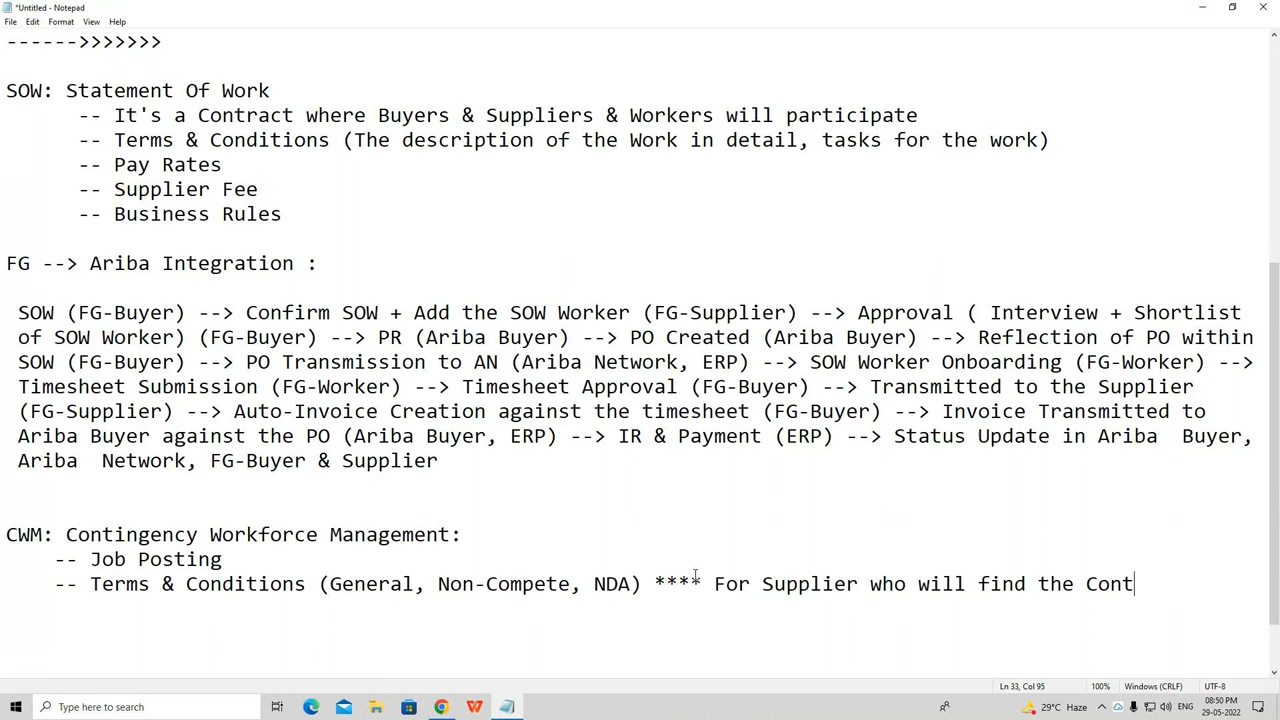 *Untitled - Notepad
File Edit Format View Help
------>>>>>>>
SOW: Statement Of Work
-- It's a Contract where Buyers & Suppliers & Workers will participate
-- Terms & Conditions (The description of the Work in detail, tasks for the work)
-- Pay Rates
-- Supplier Fee
-- Business Rules
FG --> Ariba Integration :
SOW (FG-Buyer) --> Confirm SOW + Add the SOW Worker (FG-Supplier) --> Approval ( Interview + Shortlist
of SOW Worker) (FG-Buyer) --> PR (Ariba Buyer) --> PO Created (Ariba Buyer) --> Reflection of PO within
SOW (FG-Buyer) --> PO Transmission to AN (Ariba Network, ERP) --> SOW Worker Onboarding (FG-Worker) -->
Timesheet Submission (FG-Worker) --> Timesheet Approval (FG-Buyer) --> Transmitted to the Supplier
(FG-Supplier) --> Auto-Invoice Creation against the timesheet (FG-Buyer) --> Invoice Transmitted to
Ariba Buyer against the PO (Ariba Buyer, ERP) --> IR & Payment (ERP) --> Status Update in Ariba  Buyer,
Ariba  Network, FG-Buyer & Supplier
CWM: Contingency Workforce Management:
-- Job Posting
-- Terms & Conditions (General, Non-Compete, NDA) **** For Supplier who will find the Cont
Ln 33, Col 95 100% Windows (CRLF) UTF-8
Type here to search
29°C Haze
ENG
08:50 PM
29-05-2022